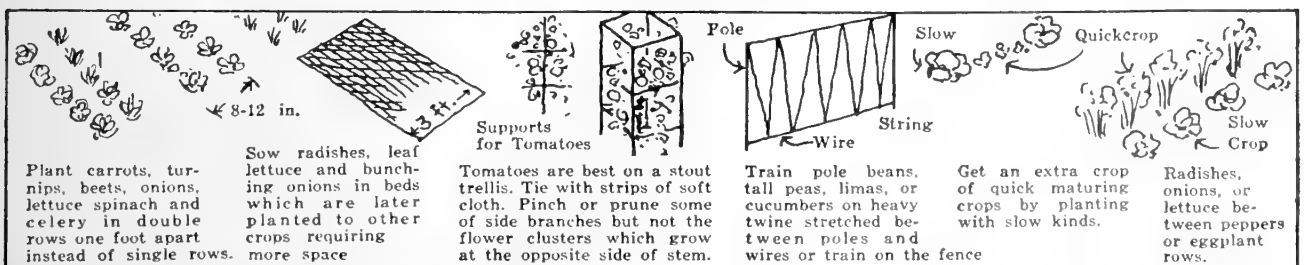 8-12 in.
3 ft.
Supports
for Tomatoes
Pole
Wire
String
Slow
Quickcrop
Slow
Crop
Plant carrots, tur-
nips, beets, onions,
lettuce spinach and
celery in double
rows one foot apart
instead of single rows.
Sow radishes, leaf
lettuce and bunch-
ing onions in beds
which are later
planted to other
crops requiring
more space
Tomatoes are best on a stout
trellis. Tie with strips of soft
cloth. Pinch or prune some
of side branches but not the
flower clusters which grow
at the opposite side of stem.
Train pole beans,
tall peas, limas, or
cucumbers on heavy
twine stretched be-
tween poles and
wires or train on the fence
Get an extra crop
of quick maturing
crops by planting
with slow kinds.
Radishes,
onions, or
lettuce be-
tween peppers
or eggplant
rows.